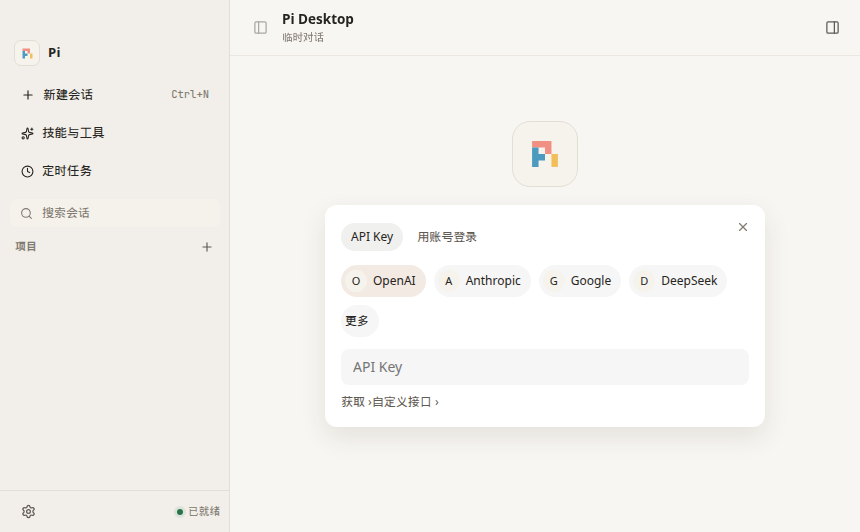 Pi
新建会话 Ctrl+N
技能与工具
定时任务
搜索会话
项目
已就绪
Pi Desktop
临时对话
API Key 用账号登录
O OpenAI A Anthropic G Google D DeepSeek
更多
API Key
获取 ›自定义接口 ›